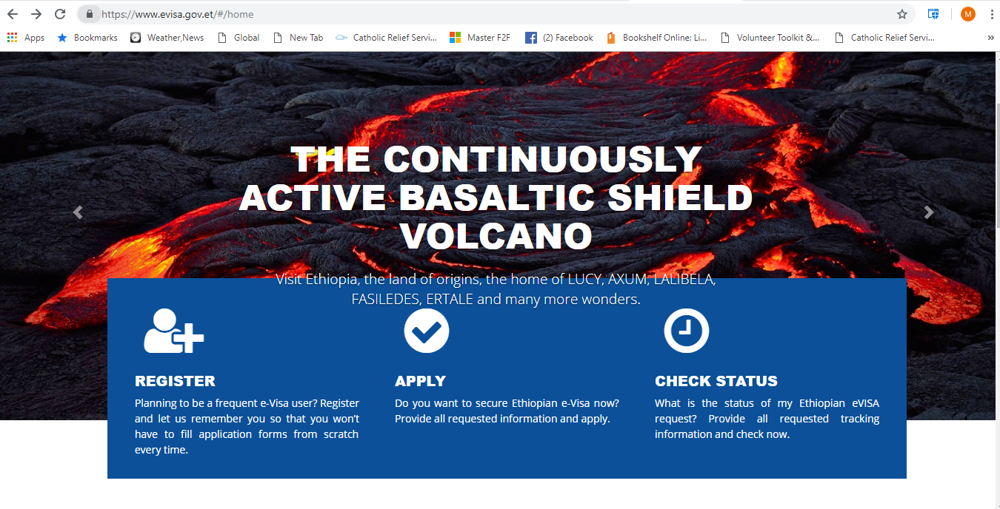 https://www.evisa.gov.et/#/home
M
Apps Bookmarks Weather,News Global New Tab Catholic Relief Servi... Master F2F (2) Facebook Bookshelf Online: Li... Volunteer Toolkit &... Catholic Relief Servi... »
THE CONTINUOUSLY
ACTIVE BASALTIC SHIELD
VOLCANO
Visit Ethiopia, the land of origins, the home of LUCY, AXUM, LALIBELA,
FASILEDES, ERTALE and many more wonders.
REGISTER
Planning to be a frequent e-Visa user? Register
and let us remember you so that you won't
have to fill application forms from scratch
every time.
APPLY
Do you want to secure Ethiopian e-Visa now?
Provide all requested information and apply.
CHECK STATUS
What is the status of my Ethiopian eVISA
request? Provide all requested tracking
information and check now.